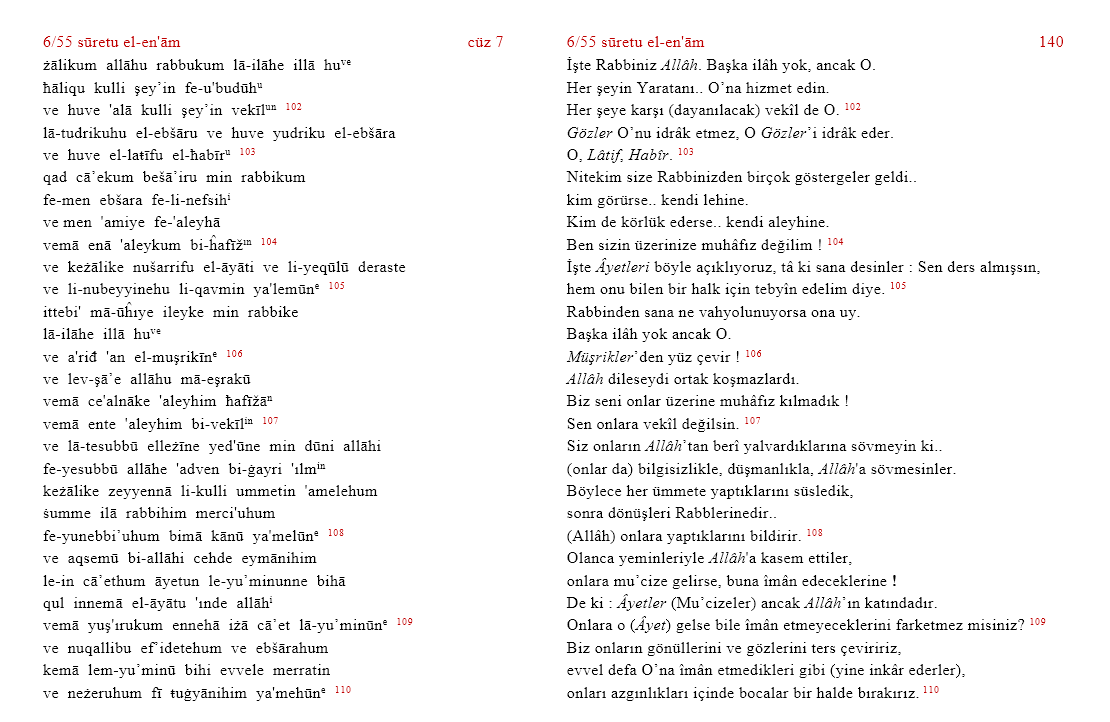 6/55 sūretu el-en'ām cüz 7
żālikum allāhu rabbukum lā-ilāhe illā huᵛᵉ
ħāliqu kulli şey’in fe-u'budūhᵘ
ve huve 'alā kulli şey’in vekīlᵘⁿ 102
lā-tudrikuhu el-ebšāru ve huve yudriku el-ebšāra
ve huve el-laŧīfu el-ħabīrᵘ 103
qad cā’ekum bešā’iru min rabbikum
fe-men ebšara fe-li-nefsihⁱ
ve men 'amiye fe-'aleyhā
vemā enā 'aleykum bi-ĥafīžⁱⁿ 104
ve keżālike nušarrifu el-āyāti ve li-yeqūlū deraste
ve li-nubeyyinehu li-qavmin ya'lemūnᵉ 105
ittebi' mā-ūĥıye ileyke min rabbike
lā-ilāhe illā huᵛᵉ
ve a'riđ 'an el-muşrikīnᵉ 106
ve lev-şā’e allāhu mā-eşrakū
vemā ce'alnāke 'aleyhim ħafīžāⁿ
vemā ente 'aleyhim bi-vekīlⁱⁿ 107
ve lā-tesubbū elleżīne yed'ūne min dūni allāhi
fe-yesubbū allāhe 'adven bi-ġayri 'ılmⁱⁿ
keżālike zeyyennā li-kulli ummetin 'amelehum
ṡumme ilā rabbihim merci'uhum
fe-yunebbi’uhum bimā kānū ya'melūnᵉ 108
ve aqsemū bi-allāhi cehde eymānihim
le-in cā’ethum āyetun le-yu’minunne bihā
qul innemā el-āyātu 'ınde allāhⁱ
vemā yuş'ırukum ennehā iżā cā’et lā-yu’minūnᵉ 109
ve nuqallibu ef’idetehum ve ebšārahum
kemā lem-yu’minū bihi evvele merratin
ve neżeruhum fī ŧuġyānihim ya'mehūnᵉ 110
6/55 sūretu el-en'ām 140
İşte Rabbiniz Allâh. Başka ilâh yok, ancak O.
Her şeyin Yaratanı.. O’na hizmet edin.
Her şeye karşı (dayanılacak) vekîl de O. 102
Gözler O’nu idrâk etmez, O Gözler’i idrâk eder.
O, Lâtif, Habîr. 103
Nitekim size Rabbinizden birçok göstergeler geldi..
kim görürse.. kendi lehine.
Kim de körlük ederse.. kendi aleyhine.
Ben sizin üzerinize muhâfız değilim ! 104
İşte Âyetleri böyle açıklıyoruz, tâ ki sana desinler : Sen ders almışsın,
hem onu bilen bir halk için tebyîn edelim diye. 105
Rabbinden sana ne vahyolunuyorsa ona uy.
Başka ilâh yok ancak O.
Müşrikler’den yüz çevir ! 106
Allâh dileseydi ortak koşmazlardı.
Biz seni onlar üzerine muhâfız kılmadık !
Sen onlara vekîl değilsin. 107
Siz onların Allâh’tan berî yalvardıklarına sövmeyin ki..
(onlar da) bilgisizlikle, düşmanlıkla, Allâh'a sövmesinler.
Böylece her ümmete yaptıklarını süsledik,
sonra dönüşleri Rabblerinedir..
(Allâh) onlara yaptıklarını bildirir. 108
Olanca yeminleriyle Allâh'a kasem ettiler,
onlara mu’cize gelirse, buna îmân edeceklerine !
De ki : Âyetler (Mu’cizeler) ancak Allâh’ın katındadır.
Onlara o (Âyet) gelse bile îmân etmeyeceklerini farketmez misiniz? 109
Biz onların gönüllerini ve gözlerini ters çeviririz,
evvel defa O’na îmân etmedikleri gibi (yine inkâr ederler),
onları azgınlıkları içinde bocalar bir halde bırakırız. 110